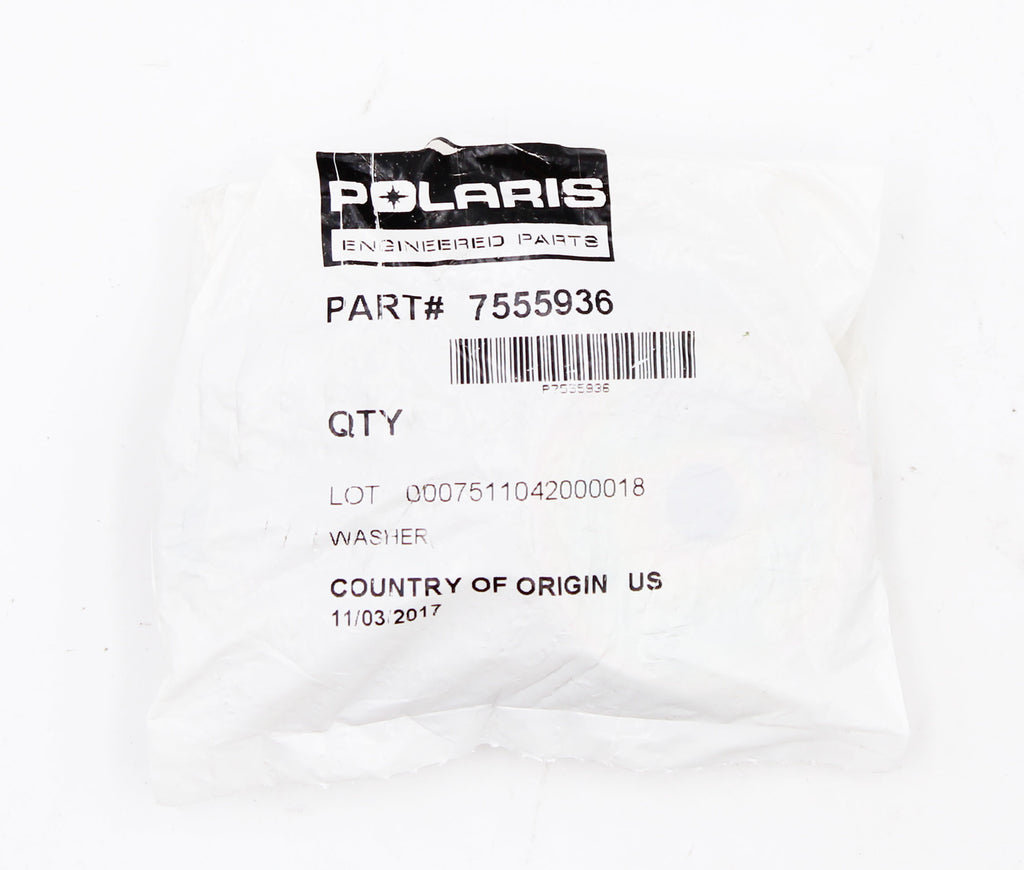 POLARIS
ENGINEERED PARTS
PART# 7555936
P7555936
QTY
LOT 0007511042000018
WASHER
COUNTRY OF ORIGIN US
11/03/2017